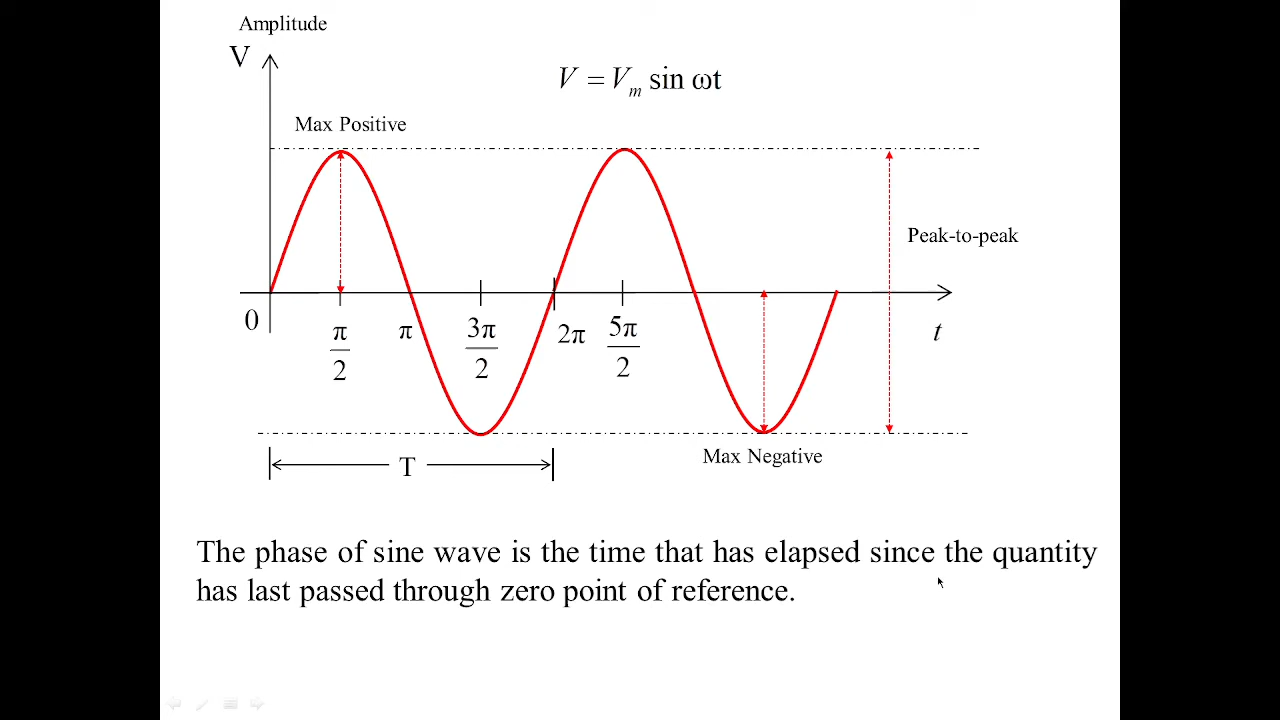 Amplitude
V
V = Vm sin ωt
Max Positive
Peak-to-peak
0
π/2
π
3π/2
2π
5π/2
t
T
Max Negative
The phase of sine wave is the time that has elapsed since the quantity
has last passed through zero point of reference.